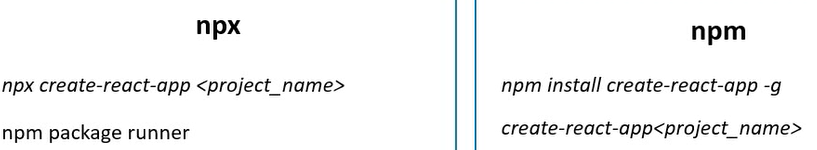 npx
npx create-react-app <project_name>
npm package runner
npm
npm install create-react-app -g
create-react-app<project_name>